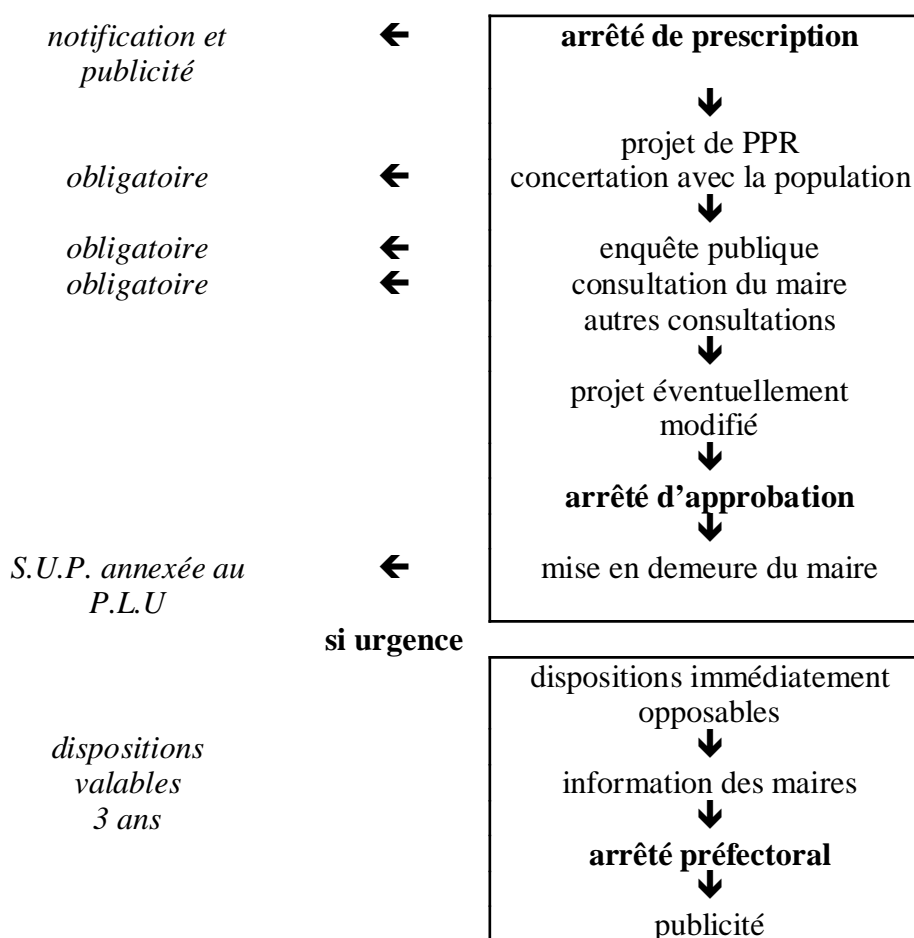 notification et 🡸 arrêté de prescription
publicité
🡻
projet de PPR
obligatoire 🡸 concertation avec la population
🡻
obligatoire 🡸 enquête publique
obligatoire 🡸 consultation du maire
autres consultations
🡻
projet éventuellement
modifié
🡻
arrêté d’approbation
🡻
S.U.P. annexée au 🡸 mise en demeure du maire
P.L.U
si urgence
dispositions immédiatement
opposables
🡻
dispositions
valables information des maires
3 ans
🡻
arrêté préfectoral
🡻
publicité